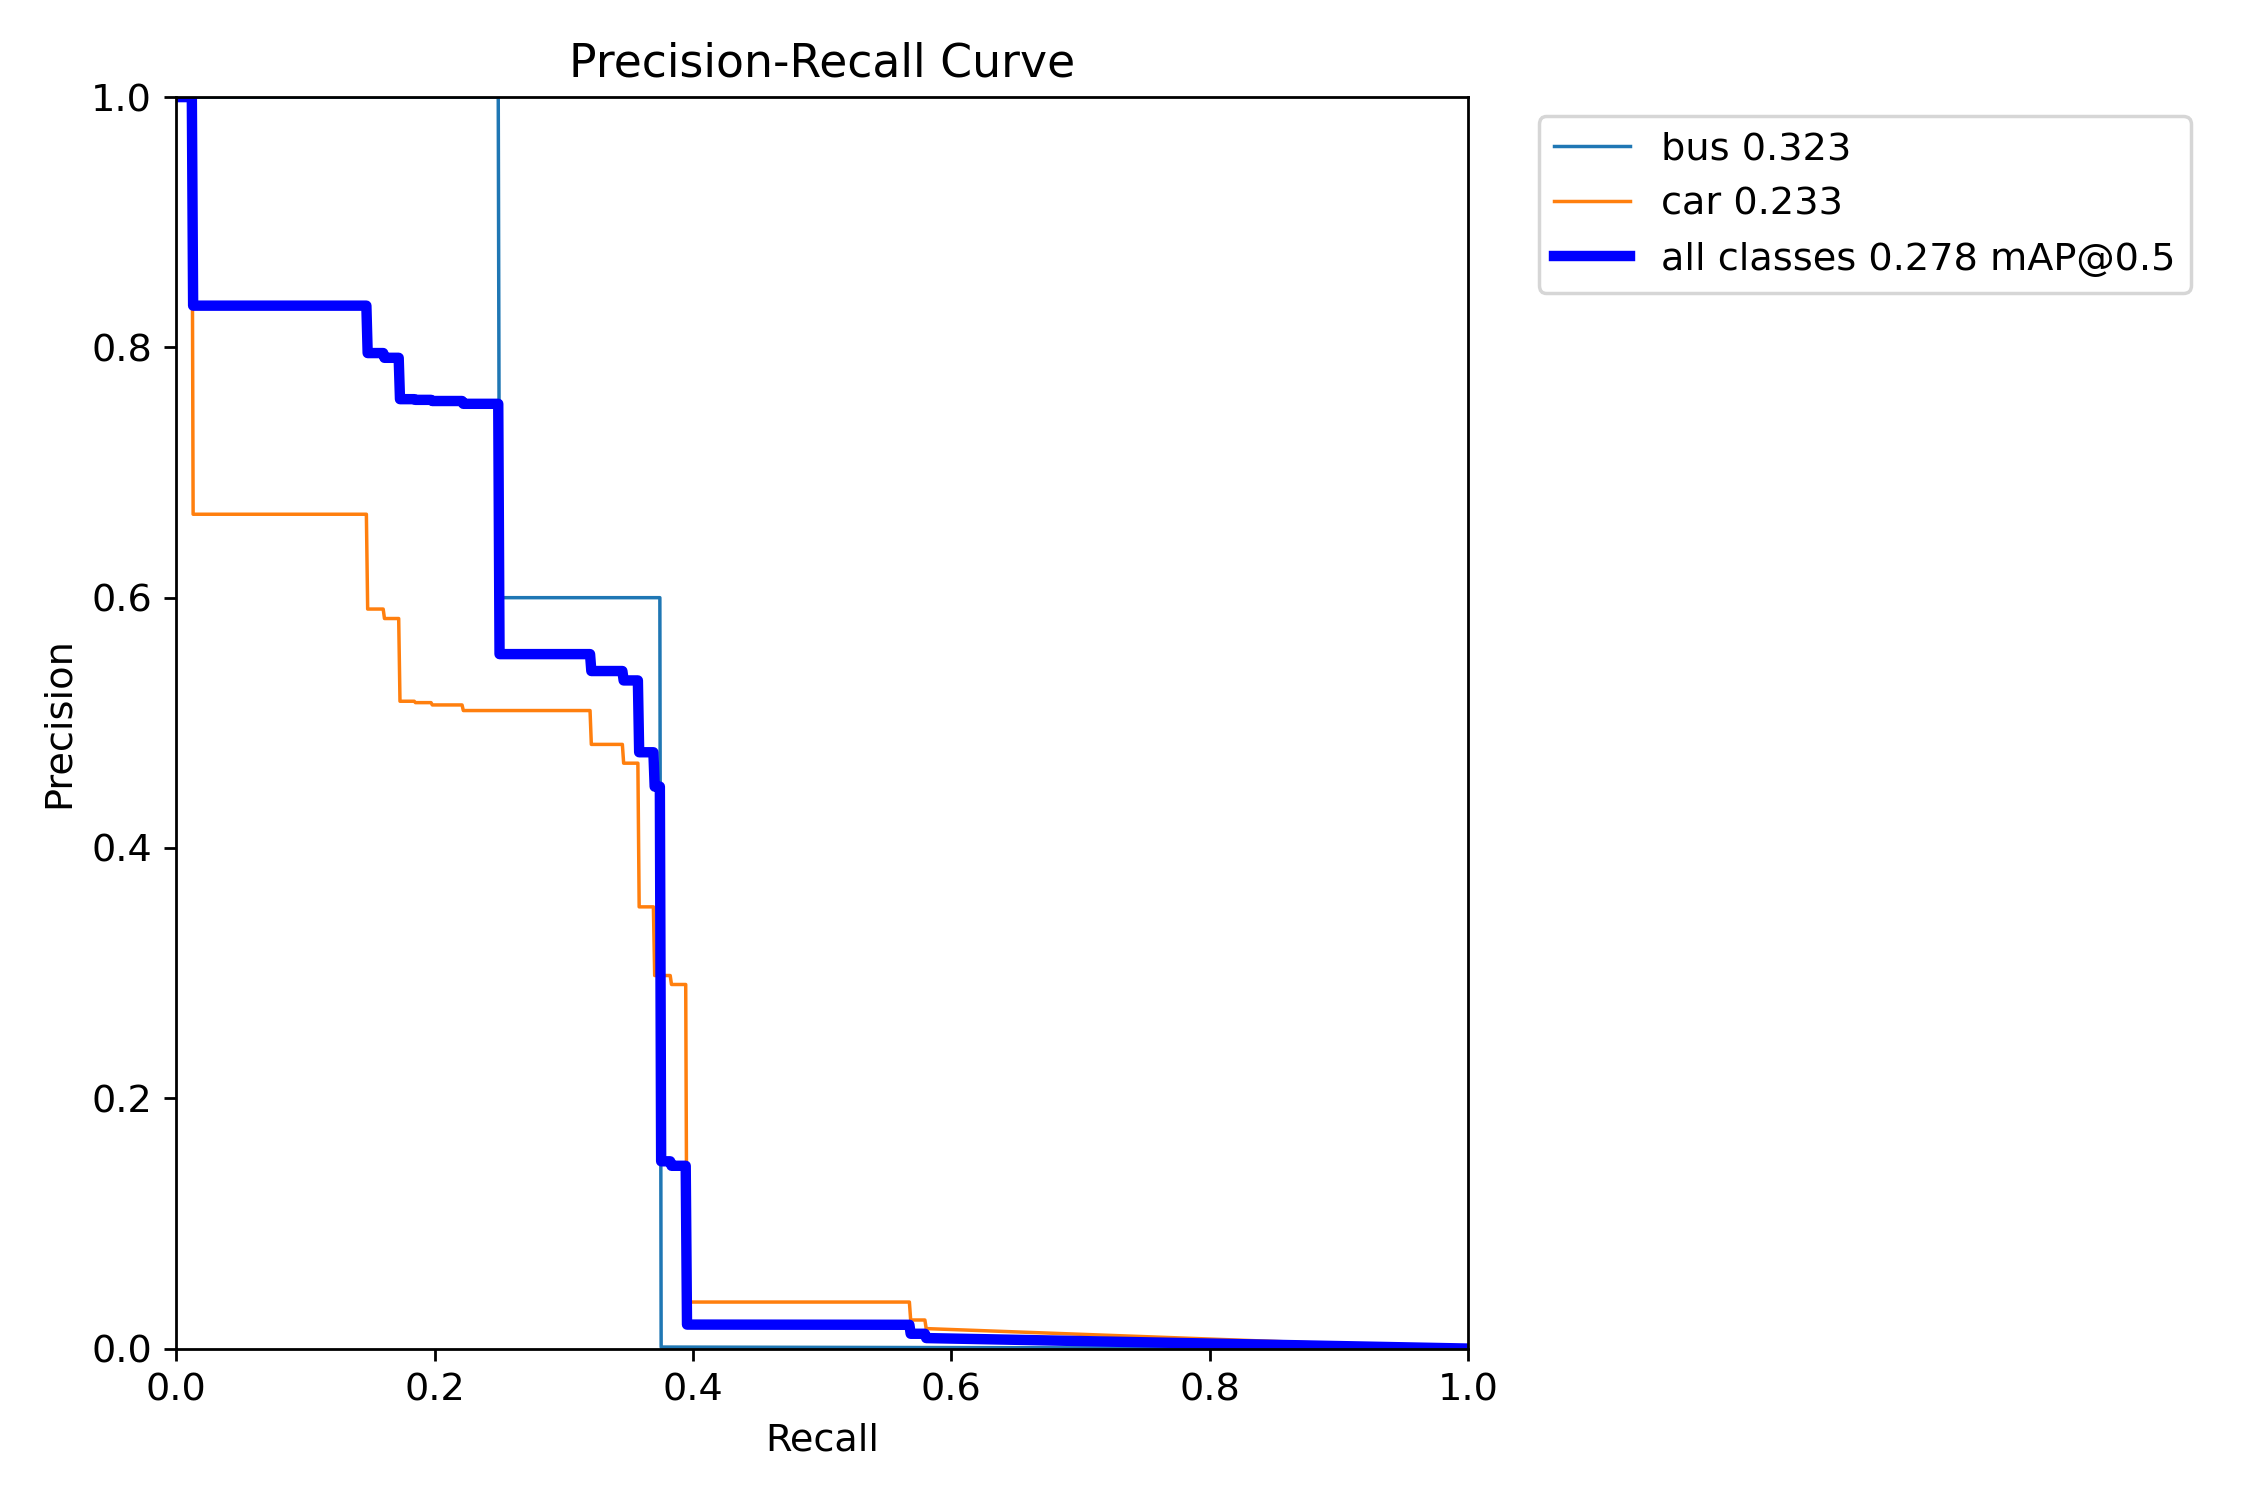 Precision-Recall Curve
1.0
0.8
0.6
0.4
0.2
0.0
Precision
0.0 0.2 0.4 0.6 0.8 1.0
Recall
bus 0.323
car 0.233
all classes 0.278 mAP@0.5